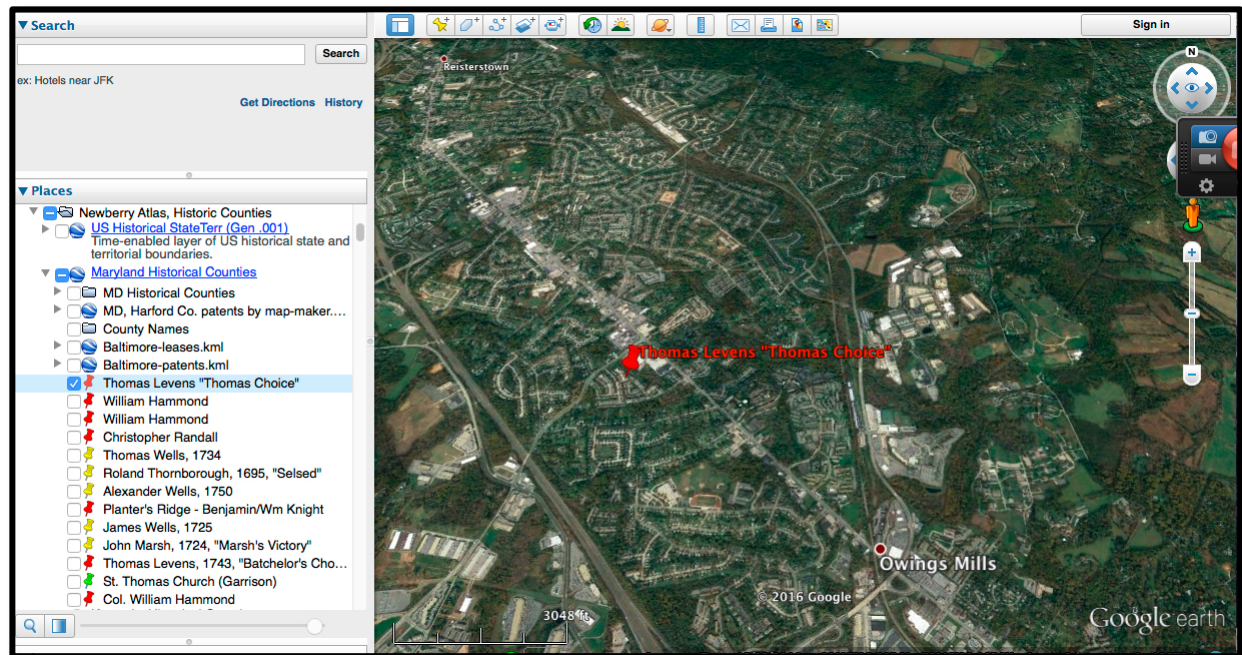 ▼ Search
Sign in
Search
ex: Hotels near JFK
Get Directions History
▼ Places
Newberry Atlas, Historic Counties
US Historical StateTerr (Gen .001)
Time-enabled layer of US historical state and
territorial boundaries.
Maryland Historical Counties
MD Historical Counties
MD, Harford Co. patents by map-maker....
County Names
Baltimore-leases.kml
Baltimore-patents.kml
Thomas Levens "Thomas Choice"
William Hammond
William Hammond
Christopher Randall
Thomas Wells, 1734
Roland Thornborough, 1695, "Selsed"
Alexander Wells, 1750
Planter's Ridge - Benjamin/Wm Knight
James Wells, 1725
John Marsh, 1724, "Marsh's Victory"
Thomas Levens, 1743, "Batchelor's Cho...
St. Thomas Church (Garrison)
Col. William Hammond
Reisterstown
N
Thomas Levens "Thomas Choice"
Owings Mills
© 2016 Google
3048 ft
Google earth